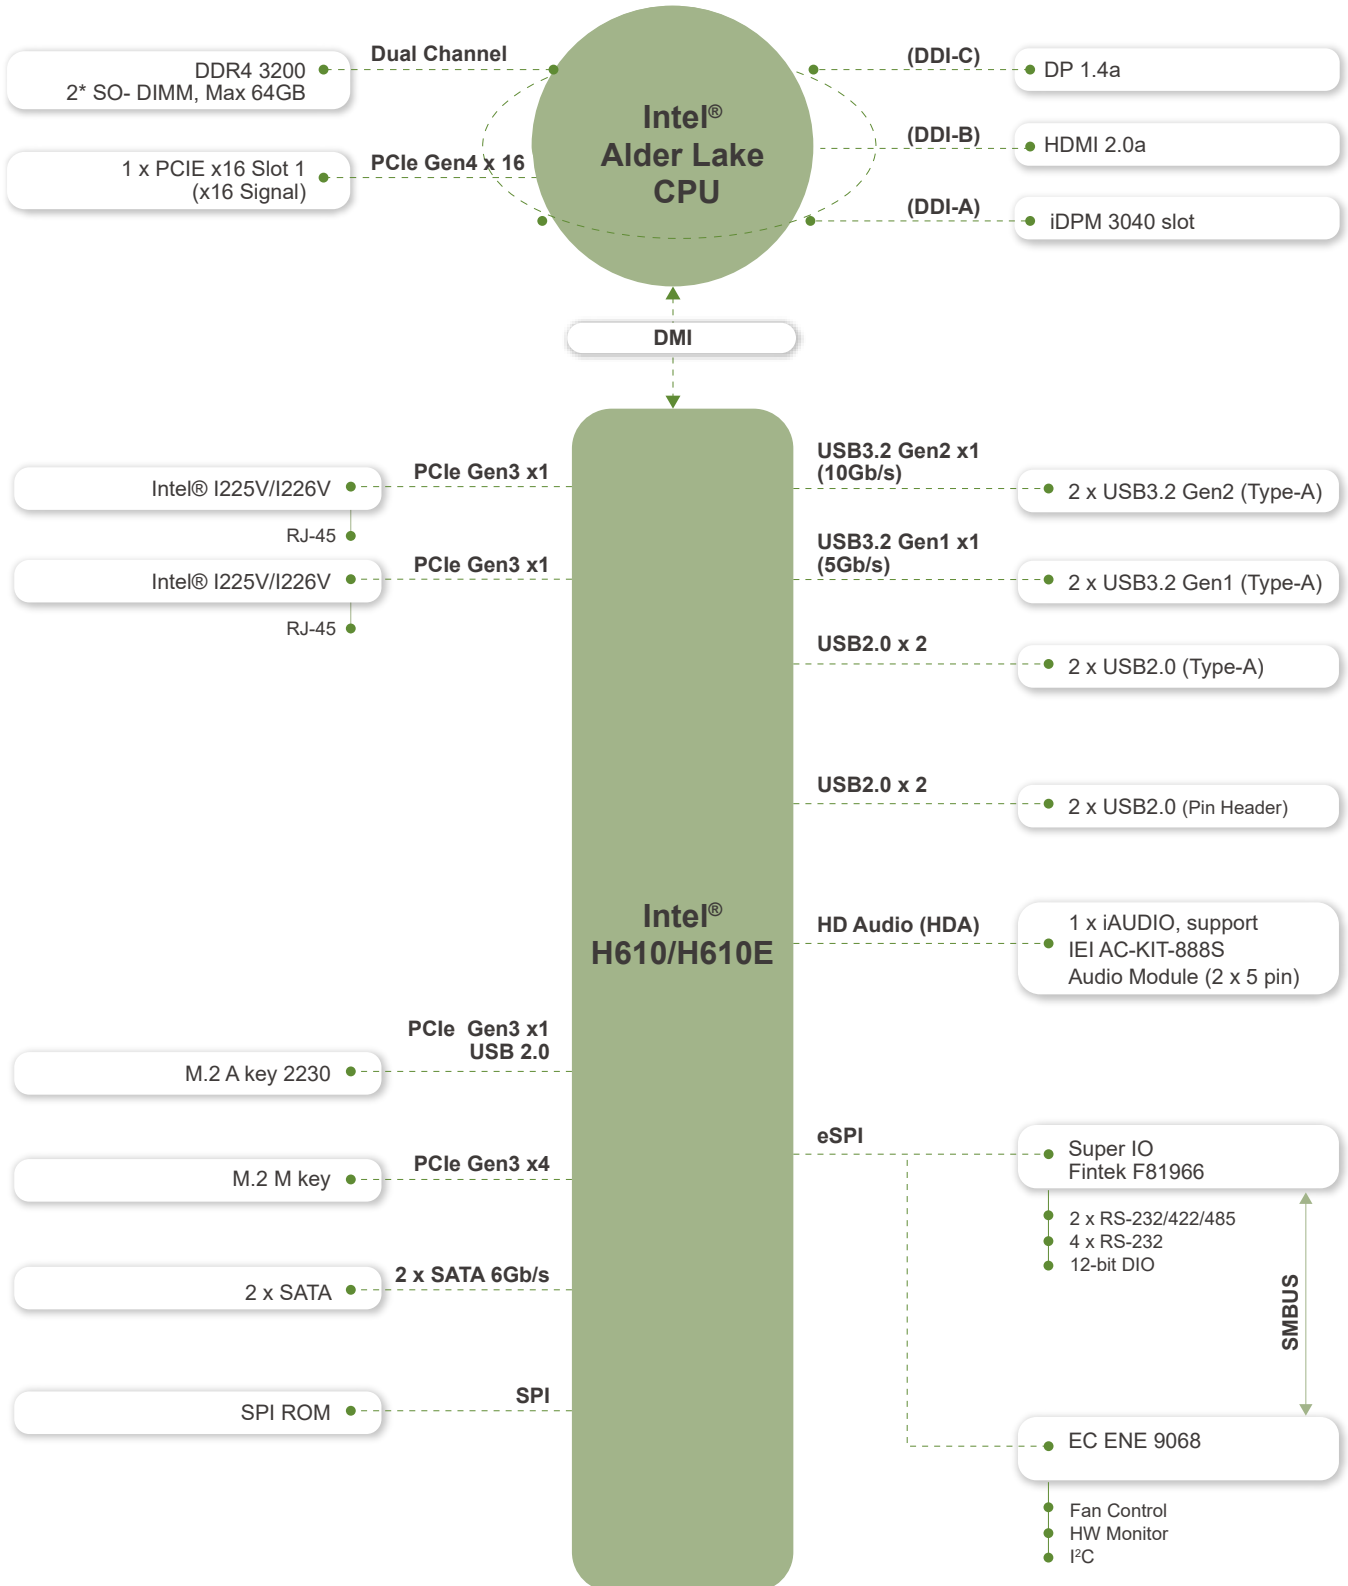 Dual Channel
DDR4 3200
2* SO- DIMM, Max 64GB
PCIe Gen4 x 16
1 x PCIE x16 Slot 1
(x16 Signal)
Intel®
Alder Lake
CPU
(DDI-C)
DP 1.4a
(DDI-B)
HDMI 2.0a
(DDI-A)
iDPM 3040 slot
DMI
PCIe Gen3 x1
Intel® I225V/I226V
RJ-45
PCIe Gen3 x1
Intel® I225V/I226V
RJ-45
USB3.2 Gen2 x1
(10Gb/s)
2 x USB3.2 Gen2 (Type-A)
USB3.2 Gen1 x1
(5Gb/s)
2 x USB3.2 Gen1 (Type-A)
USB2.0 x 2
2 x USB2.0 (Type-A)
USB2.0 x 2
2 x USB2.0 (Pin Header)
Intel®
H610/H610E
HD Audio (HDA)
1 x iAUDIO, support
IEI AC-KIT-888S
Audio Module (2 x 5 pin)
PCIe  Gen3 x1
USB 2.0
M.2 A key 2230
PCIe Gen3 x4
M.2 M key
2 x SATA 6Gb/s
2 x SATA
SPI
SPI ROM
eSPI
Super IO
Fintek F81966
2 x RS-232/422/485
4 x RS-232
12-bit DIO
SMBUS
EC ENE 9068
Fan Control
HW Monitor
I²C